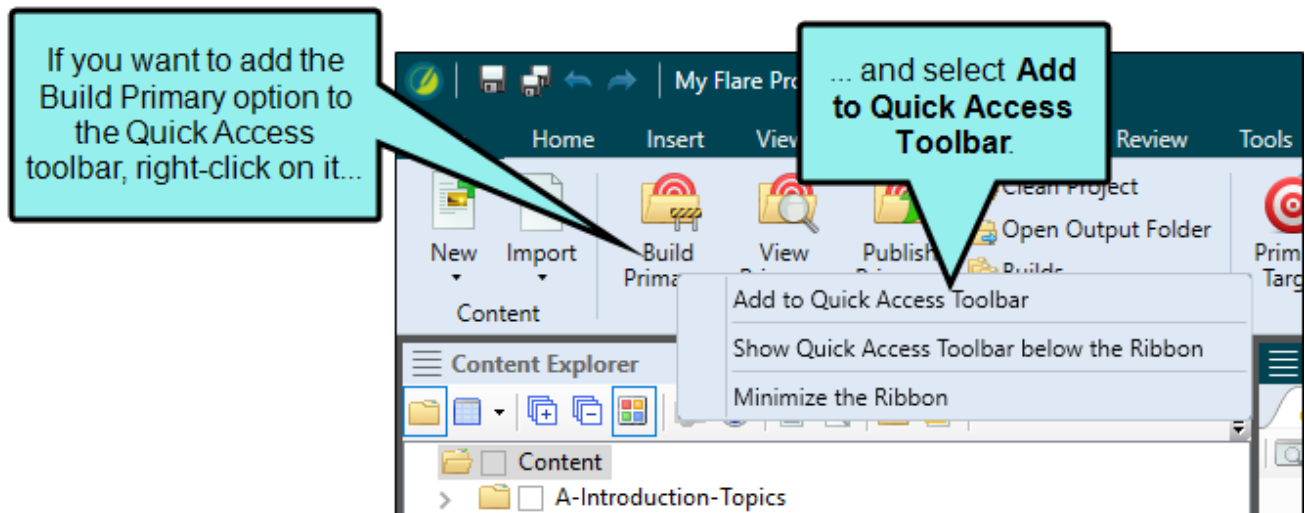 If you want to add the
Build Primary option to
the Quick Access
toolbar, right-click on it...
... and select Add
to Quick Access
Toolbar.
My Flare Pro
Home Insert View Review Tools
New Import Build View Publish
Clean Project
Open Output Folder
Builds
Content
Add to Quick Access Toolbar
Show Quick Access Toolbar below the Ribbon
Minimize the Ribbon
Content Explorer
Content
A-Introduction-Topics